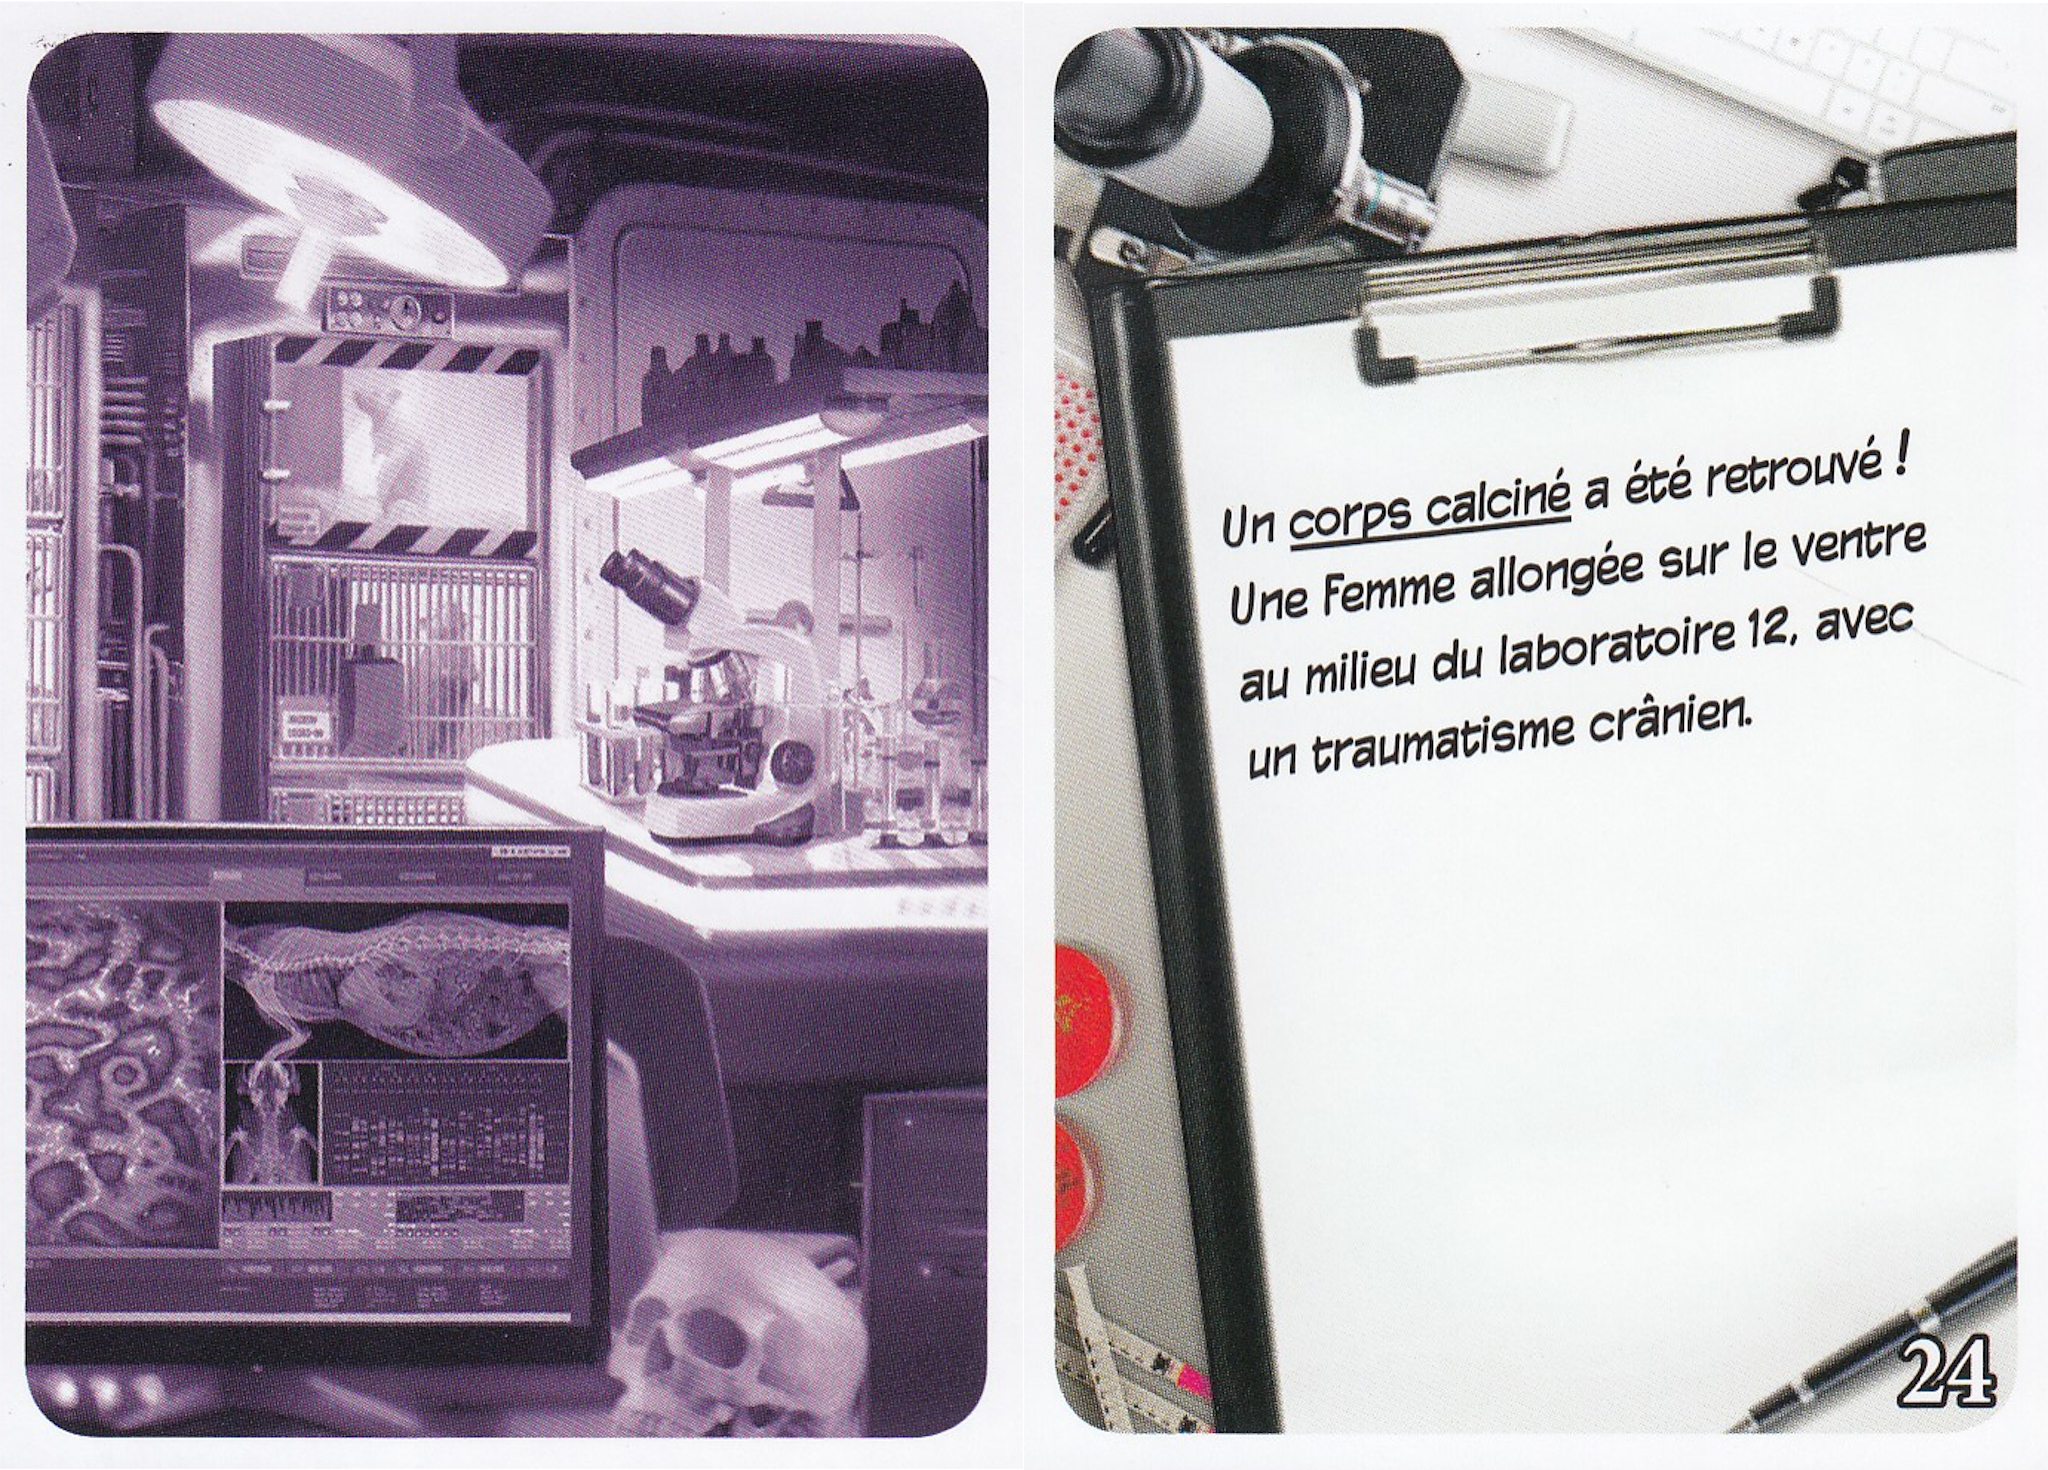 Un corps calciné a été retrouvé !
Une Femme allongée sur le ventre
au milieu du laboratoire 12, avec
un traumatisme crânien.
24